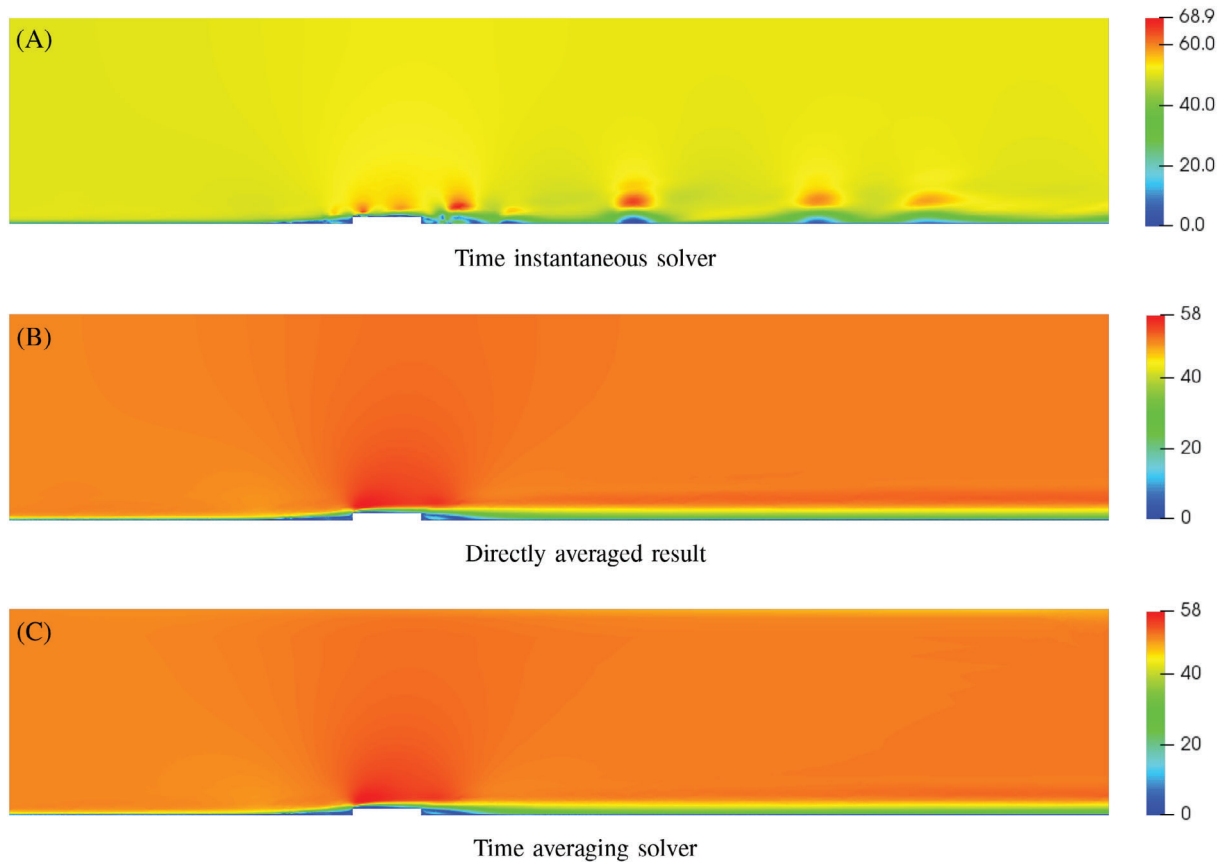 (A)
68.9
60.0
40.0
20.0
0.0
Time instantaneous solver
(B)
58
40
20
0
Directly averaged result
(C)
58
40
20
0
Time averaging solver